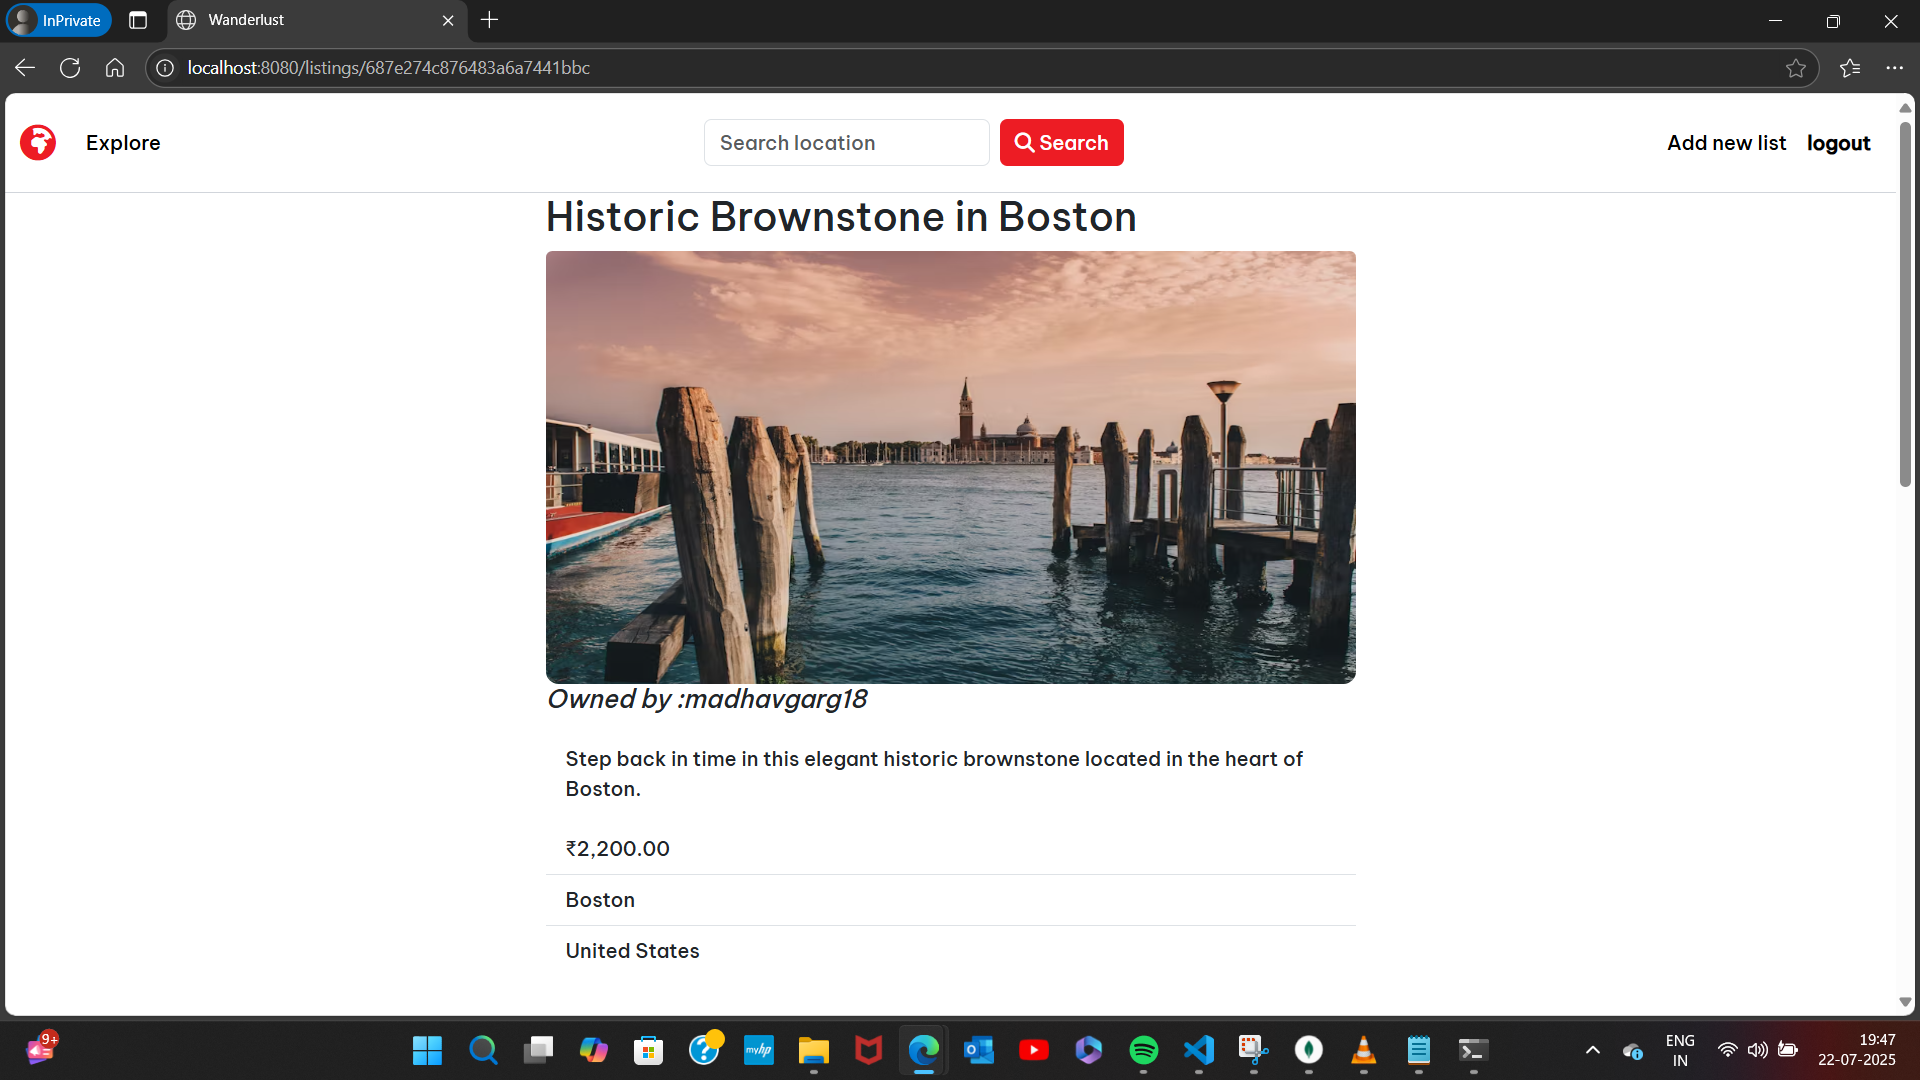 InPrivate
Wanderlust
localhost:8080/listings/687e274c876483a6a7441bbc
Explore
Search location
Search
Add new list
logout
Historic Brownstone in Boston
Owned by :madhavgarg18
Step back in time in this elegant historic brownstone located in the heart of
Boston.
₹2,200.00
Boston
United States
9+
myhp
ENG
IN
19:47
22-07-2025